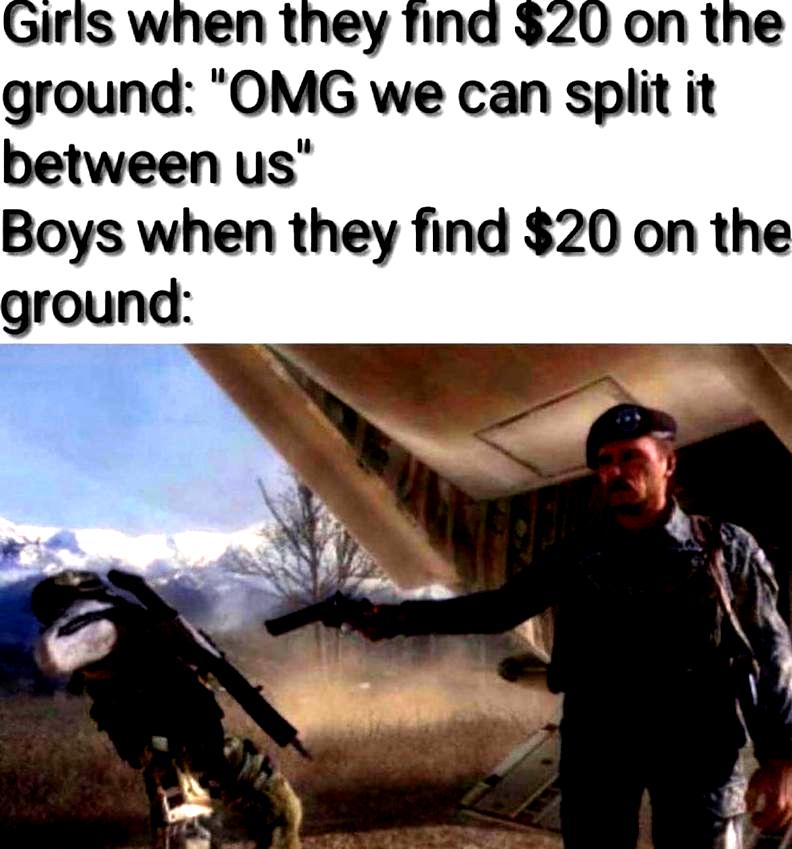 Girls when they find $20 on the
ground: "OMG we can split it
between us"
Boys when they find $20 on the
ground: